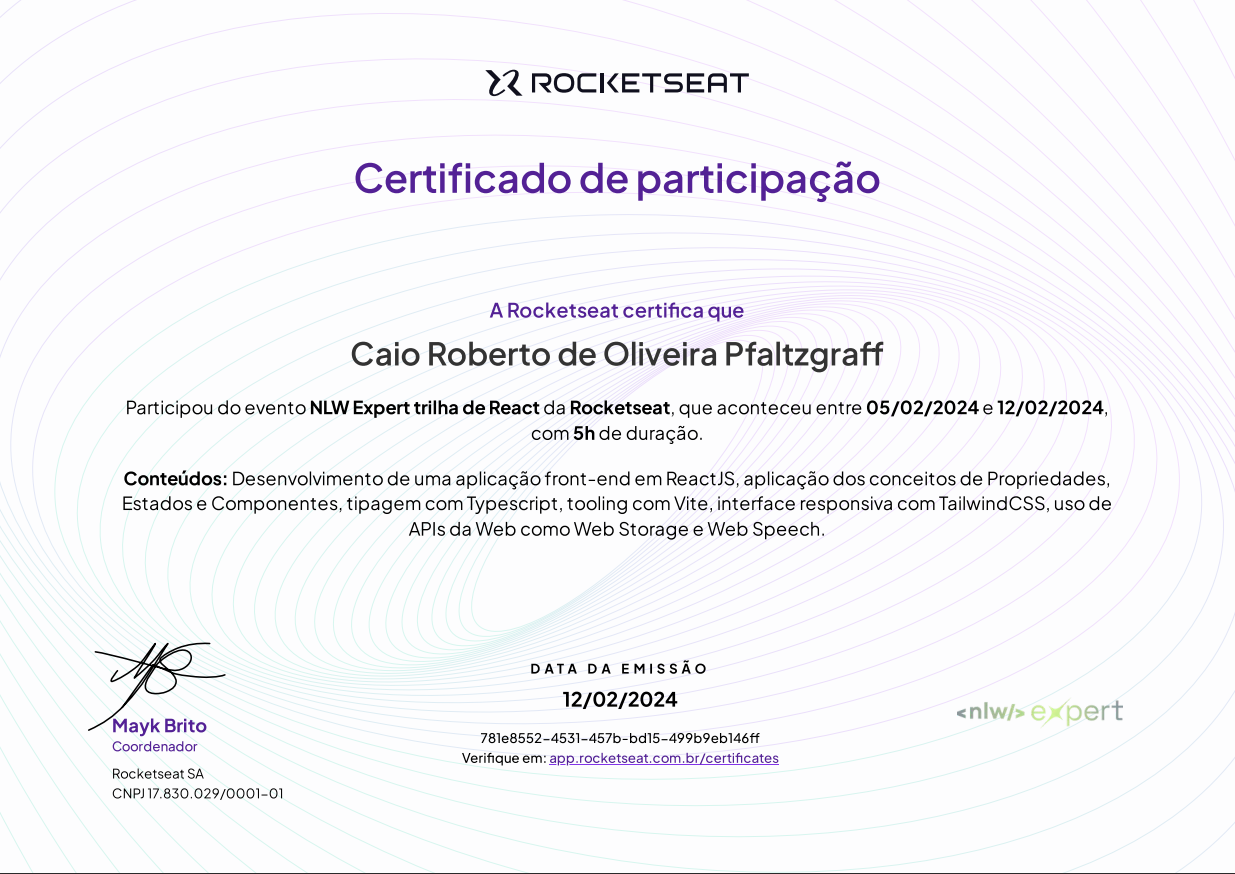 ROCKETSEAT
Certificado de participação
A Rocketseat certifica que
Caio Roberto de Oliveira Pfaltzgraff
Participou do evento NLW Expert trilha de React da Rocketseat, que aconteceu entre 05/02/2024 e 12/02/2024,
com 5h de duração.
Conteúdos: Desenvolvimento de uma aplicação front-end em ReactJS, aplicação dos conceitos de Propriedades,
Estados e Componentes, tipagem com Typescript, tooling com Vite, interface responsiva com TailwindCSS, uso de
APIs da Web como Web Storage e Web Speech.
Mayk Brito
Coordenador
Rocketseat SA
CNPJ 17.830.029/0001-01
DATA DA EMISSÃO
12/02/2024
781e8552-4531-457b-bd15-499b9eb146ff
Verifique em: app.rocketseat.com.br/certificates
<nlw/> expert